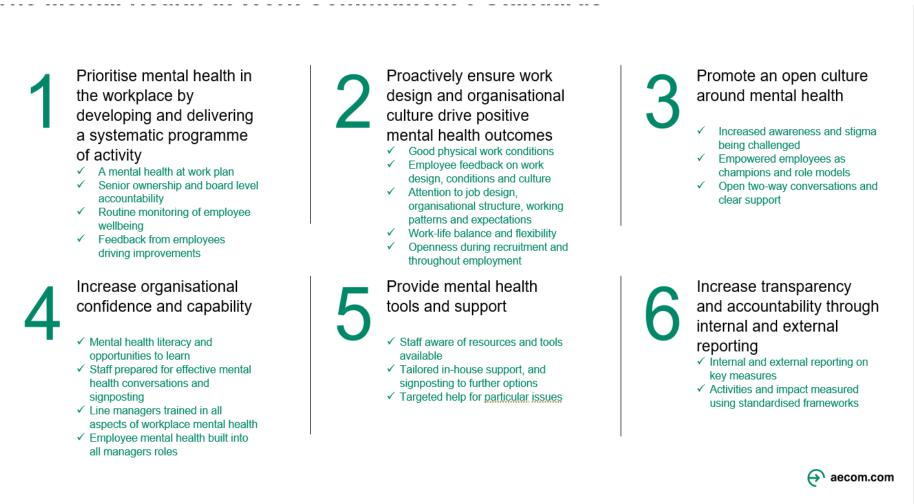 1
Prioritise mental health in
the workplace by
developing and delivering
a systematic programme
of activity
✓ A mental health at work plan
✓ Senior ownership and board level
accountability
✓ Routine monitoring of employee
wellbeing
✓ Feedback from employees
driving improvements
2
Proactively ensure work
design and organisational
culture drive positive
mental health outcomes
✓ Good physical work conditions
✓ Employee feedback on work
design, conditions and culture
✓ Attention to job design,
organisational structure, working
patterns and expectations
✓ Work-life balance and flexibility
✓ Openness during recruitment and
throughout employment
3
Promote an open culture
around mental health
✓ Increased awareness and stigma
being challenged
✓ Empowered employees as
champions and role models
✓ Open two-way conversations and
clear support
4
Increase organisational
confidence and capability
✓ Mental health literacy and
opportunities to learn
✓ Staff prepared for effective mental
health conversations and
signposting
✓ Line managers trained in all
aspects of workplace mental health
✓ Employee mental health built into
all managers roles
5
Provide mental health
tools and support
✓ Staff aware of resources and tools
available
✓ Tailored in-house support, and
signposting to further options
✓ Targeted help for particular issues
6
Increase transparency
and accountability through
internal and external
reporting
✓ Internal and external reporting on
key measures
✓ Activities and impact measured
using standardised frameworks
aecom.com